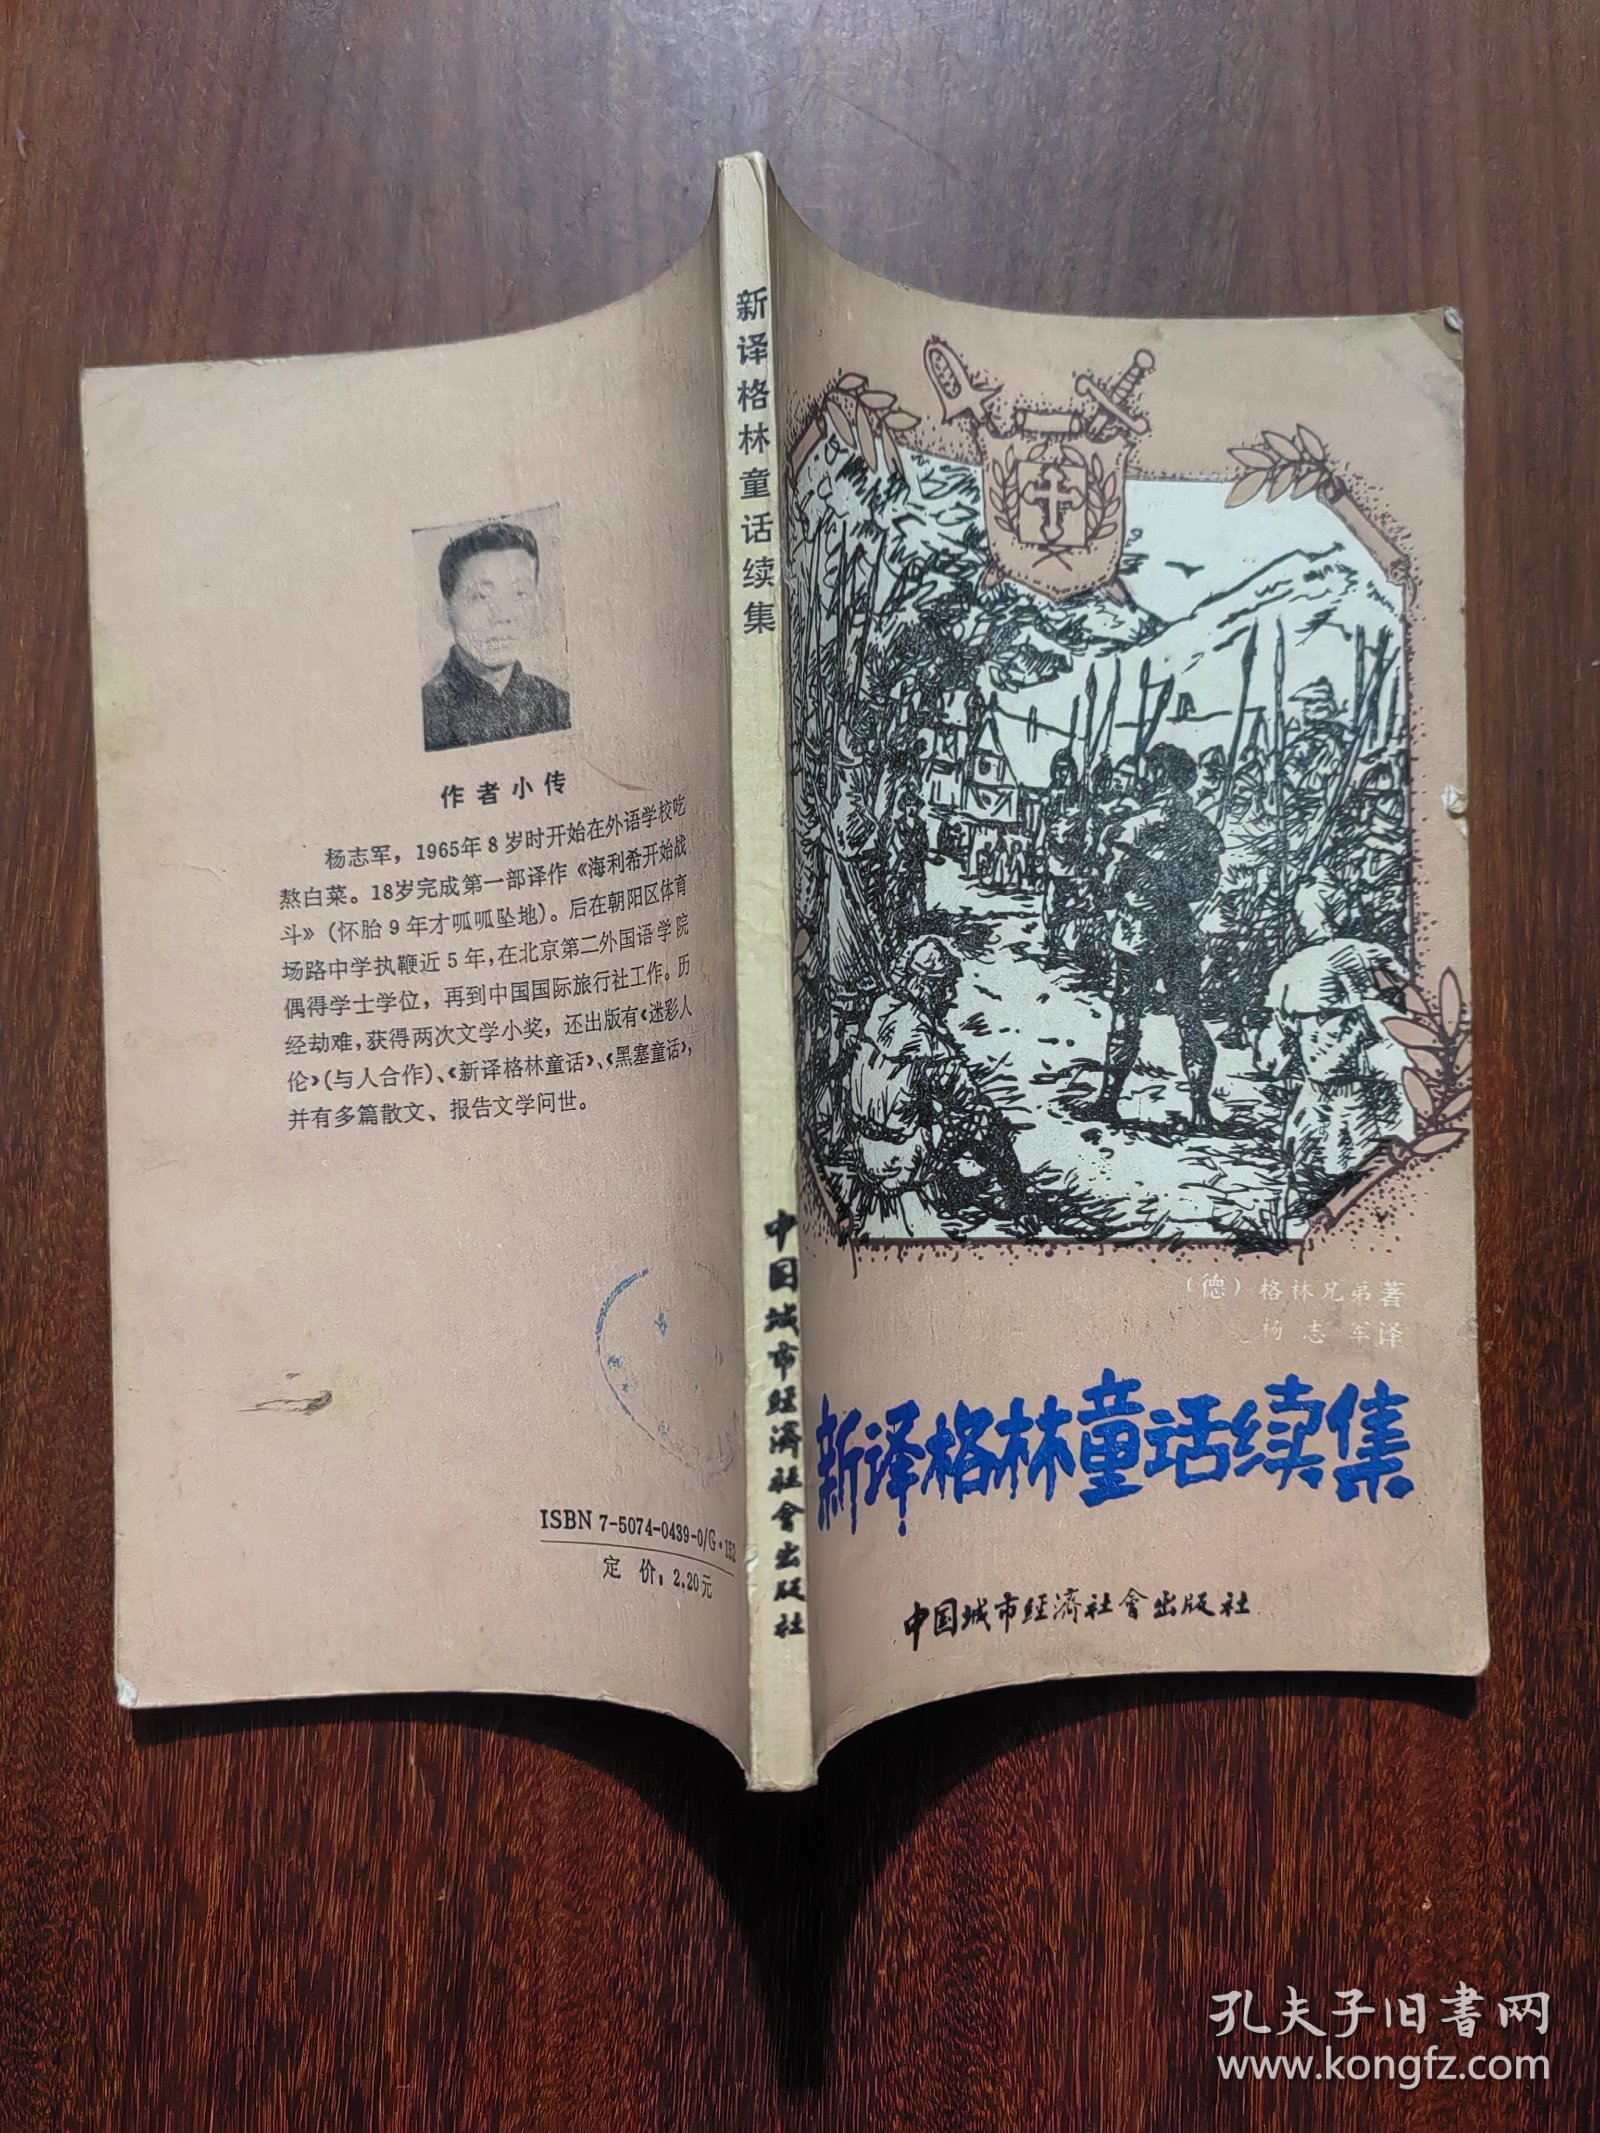 作者小传
杨志军，1965年8岁时开始在外语学校吃
熬白菜。18岁完成第一部译作《海利希开始战
斗》（怀胎9年才呱呱坠地）。后在朝阳区体育
场路中学执鞭近5年，在北京第二外国语学院
偶得学士学位，再到中国国际旅行社工作。历
经劫难，获得两次文学小奖，还出版有《迷彩人
伦》（与人合作）、《新译格林童话》、《黑塞童话》，
并有多篇散文、报告文学问世。
ISBN 7-5074-0439-0/G·152
定 价：2.20元
新译格林童话续集
中国城市经濟社會出版社
（德）格林兄弟著
杨志军译
新译格林童话续集
中国城市经濟社會出版社
孔夫子旧书网
www.kongfz.com